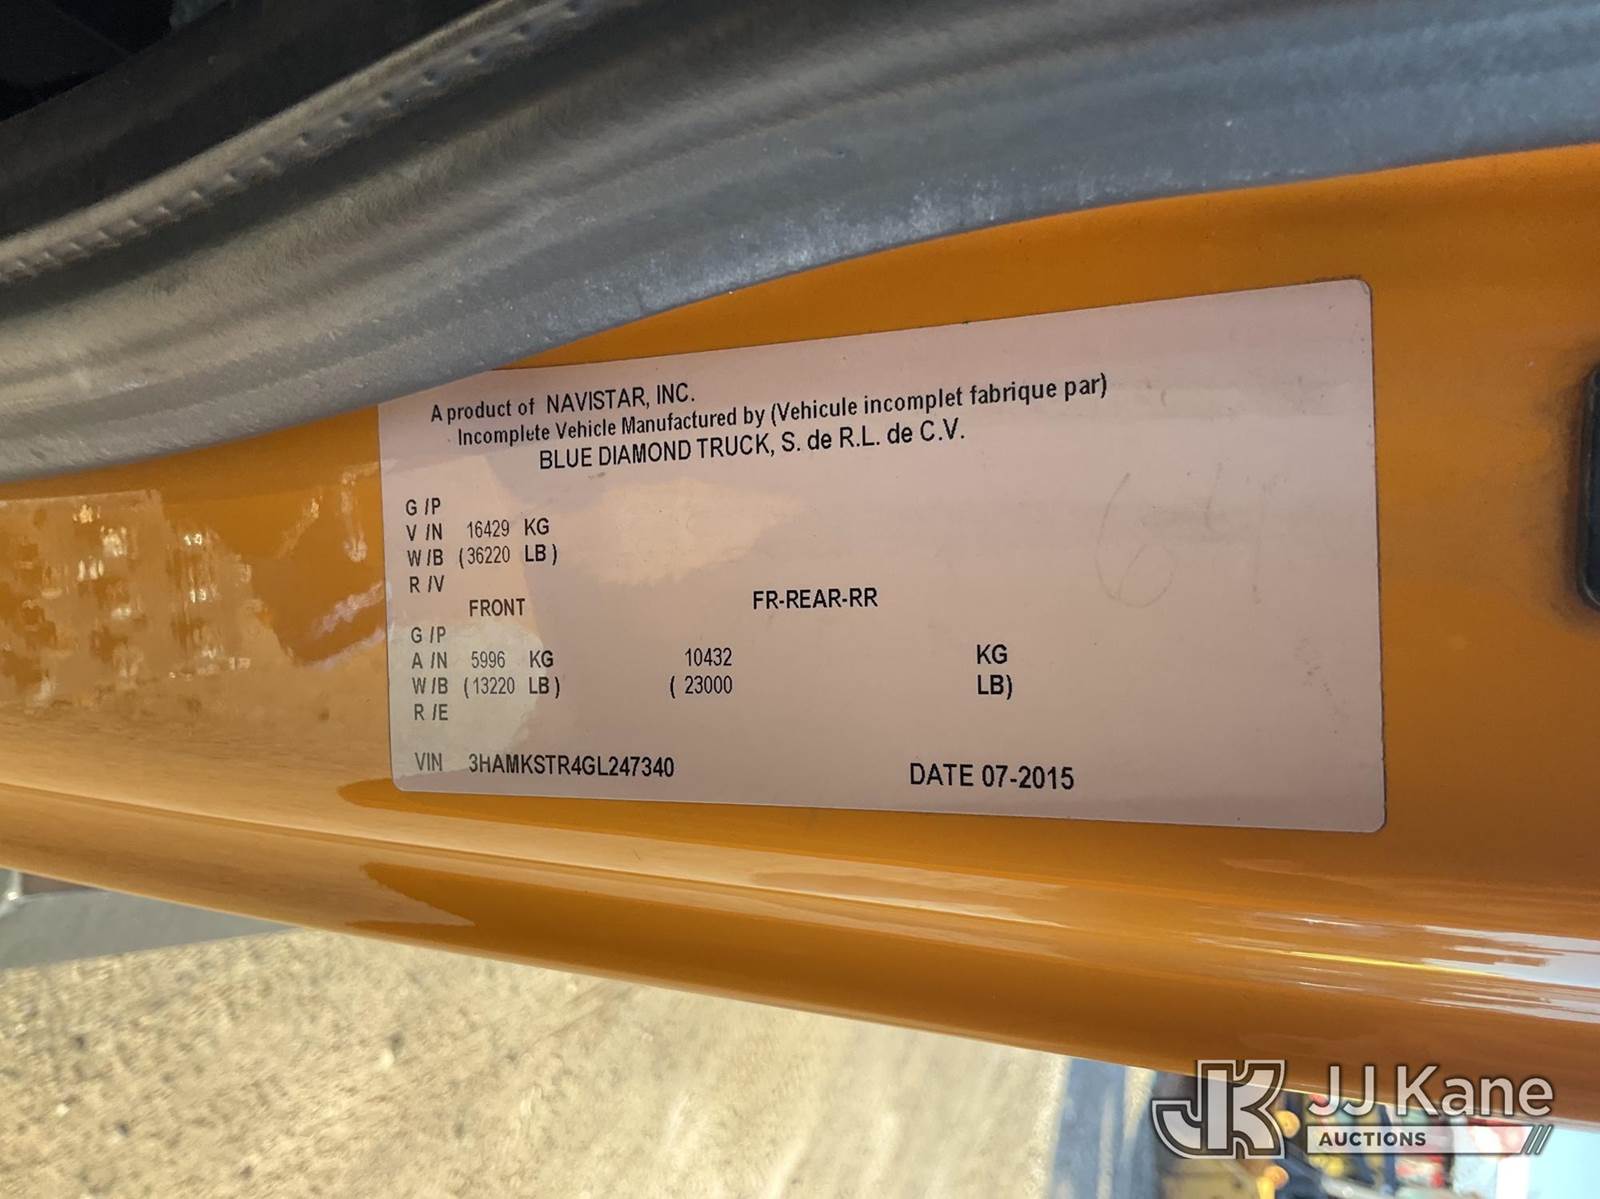 A product of NAVISTAR, INC.
Incomplete Vehicle Manufactured by (Vehicule incomplet fabrique par)
BLUE DIAMOND TRUCK, S. de R.L. de C.V.
G /P
V /N 16429 KG
W/B (36220 LB)
R /V
FRONT FR-REAR-RR
G /P
A /N 5996 KG 10432 KG
W/B (13220 LB) ( 23000 LB)
R /E
VIN 3HAMKSTR4GL247340 DATE 07-2015
JJ Kane
AUCTIONS